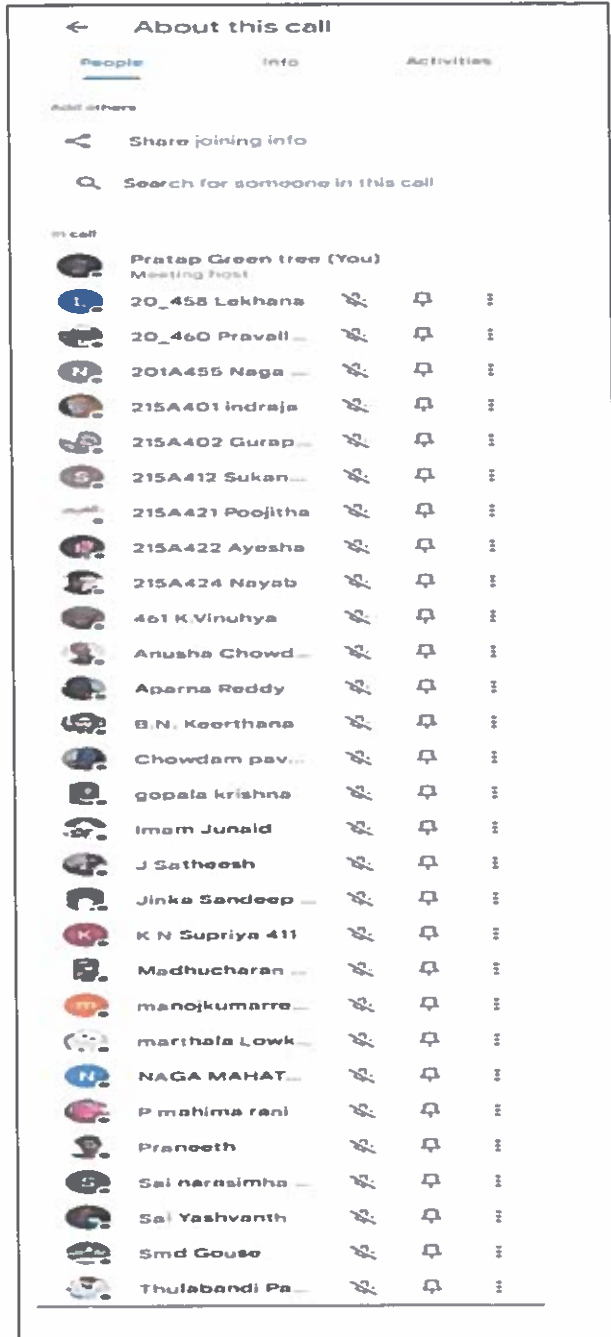 About this call
People Info Activities
Add others
Share joining info
Search for someone in this call
In call
Pratap Green tree (You)
Meeting host
L 20_458 Lekhana
20_460 Pravall...
N 201A455 Naga ...
215A401 indraja
215A402 Gurap...
S 215A412 Sukan...
215A421 Poojitha
215A422 Ayesha
215A424 Nayab
461 K.Vinuhya
Anusha Chowd...
Aparna Reddy
B.N. Keerthana
Chowdam pav...
gopala krishna
Imam Junaid
J Satheesh
Jinka Sandeep ...
K K N Supriya 411
Madhucharan ...
m manojkumarre...
marthala Lowk...
N NAGA MAHAT...
P mahima rani
Praneeth
S Sai narasimha ...
Sai Yashvanth
Smd Gouse
Thulabandi Pa...